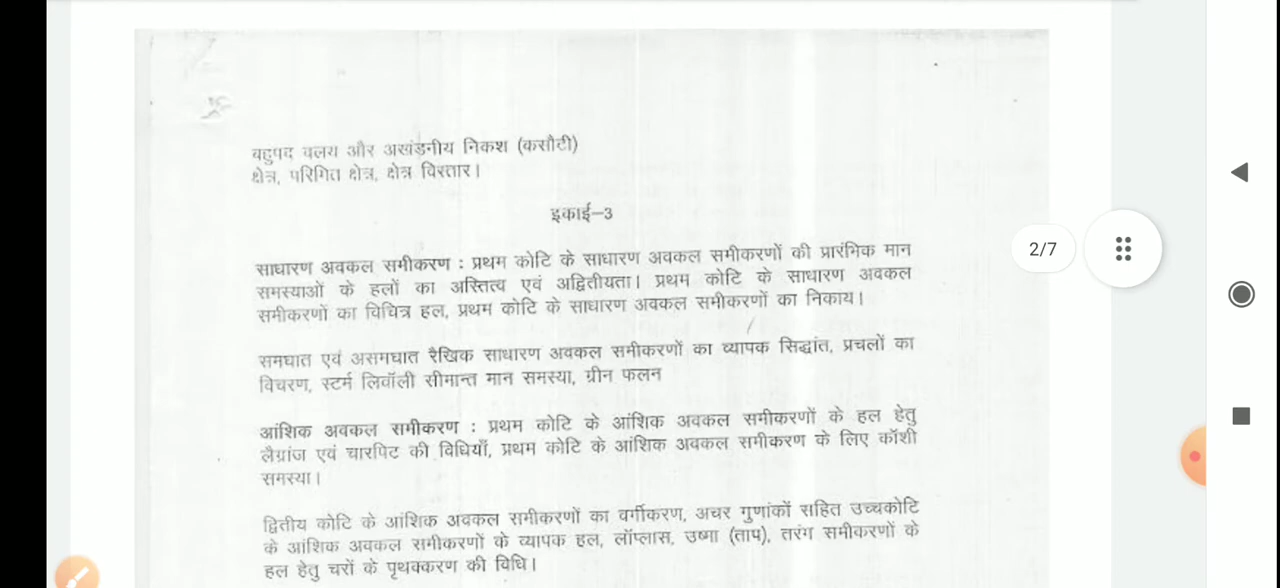 बहुपद वलय और अखंडनीय निकश (कसौटी)
क्षेत्र, परिगित क्षेत्र, क्षेत्र विस्तार।
इकाई-3
2/7
साधारण अवकल समीकरण : प्रथम कोटि के साधारण अवकल समीकरणों की प्रारंभिक मान
समस्याओं के हलों का अस्तित्व एवं अद्वितीयता। प्रथम कोटि के साधारण अवकल
समीकरणों का विचित्र हल, प्रथम कोटि के साधारण अवकल समीकरणों का निकाय।
समघात एवं असमघात रैखिक साधारण अवकल समीकरणों का व्यापक सिद्धांत, प्रचलों का
विचरण, स्टर्म लिवॉली सीमान्त मान समस्या, ग्रीन फलन
आंशिक अवकल समीकरण : प्रथम कोटि के आंशिक अवकल समीकरणों के हल हेतु
लैग्रांज एवं चारपिट की विधियाँ, प्रथम कोटि के आंशिक अवकल समीकरण के लिए कॉशी
समस्या।
द्वितीय कोटि के आंशिक अवकल समीकरणों का वर्गीकरण, अचर गुणांकों सहित उच्चकोटि
के आंशिक अवकल समीकरणों के व्यापक हल, लॉप्लास, उष्मा (ताप), तरंग समीकरणों के
हल हेतु चरों के पृथक्करण की विधि।